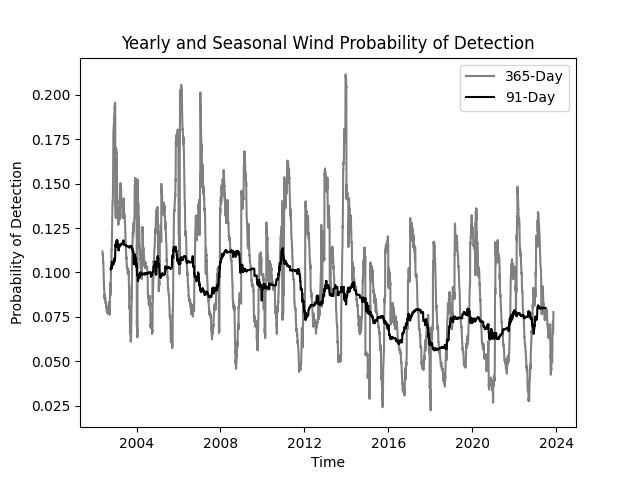 Yearly and Seasonal Wind Probability of Detection
365-Day
91-Day
0.200
0.175
0.150
0.125
0.100
0.075
0.050
0.025
Probability of Detection
2004
2008
2012
2016
2020
2024
Time